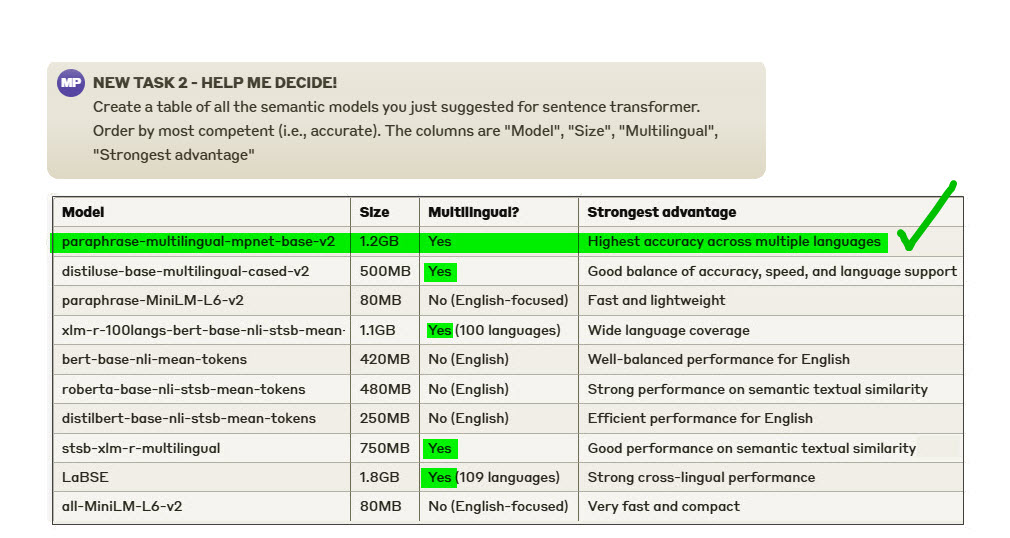 MP NEW TASK 2 - HELP ME DECIDE!
Create a table of all the semantic models you just suggested for sentence transformer.
Order by most competent (i.e., accurate). The columns are "Model", "Size", "Multilingual",
"Strongest advantage"
Model Size Multilingual? Strongest advantage
paraphrase-multilingual-mpnet-base-v2 1.2GB Yes Highest accuracy across multiple languages
distiluse-base-multilingual-cased-v2 500MB Yes Good balance of accuracy, speed, and language support
paraphrase-MiniLM-L6-v2 80MB No (English-focused) Fast and lightweight
xlm-r-100langs-bert-base-nli-stsb-mean- 1.1GB Yes (100 languages) Wide language coverage
bert-base-nli-mean-tokens 420MB No (English) Well-balanced performance for English
roberta-base-nli-stsb-mean-tokens 480MB No (English) Strong performance on semantic textual similarity
distilbert-base-nli-stsb-mean-tokens 250MB No (English) Efficient performance for English
stsb-xlm-r-multilingual 750MB Yes Good performance on semantic textual similarity
LaBSE 1.8GB Yes (109 languages) Strong cross-lingual performance
all-MiniLM-L6-v2 80MB No (English-focused) Very fast and compact